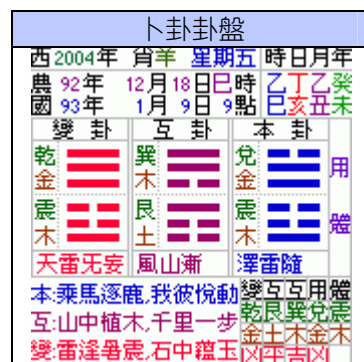 卜卦卦盤
西2004年 肖羊 星期五 時日月年
農 92年 12月18日巳時 乙丁乙癸
國 93年 1月 9日 9點 巳亥丑未
變 卦 互 卦 本 卦
乾 巽 兌 用
金 木 金
震 艮 震 體
木 土 木
天雷无妄 風山漸 澤雷隨
本:乘馬逐鹿,我彼悅動 變互互用體
互:山中植木,千里一步 乾艮巽兌震
變:雷逢暑震,石中蘊玉 金土木金木
凶平吉凶